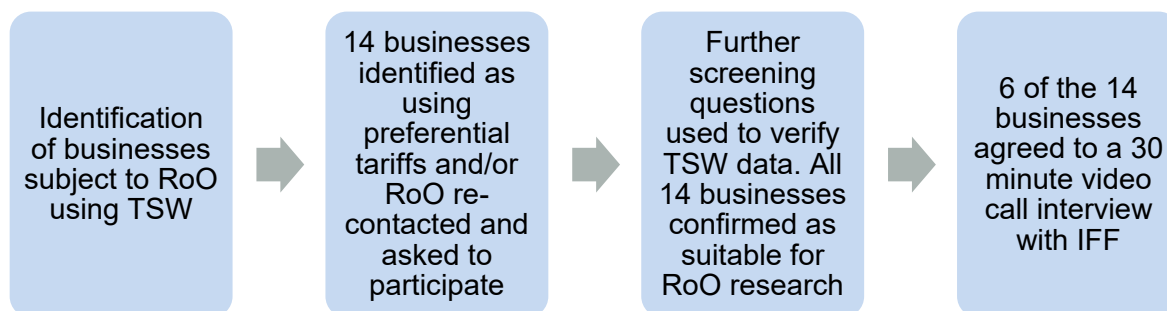 Identification
of businesses
subject to RoO
using TSW
14 businesses
identified as
using
preferential
tariffs and/or
RoO re-
contacted and
asked to
participate
Further
screening
questions
used to verify
TSW data. All
14 businesses
confirmed as
suitable for
RoO research
6 of the 14
businesses
agreed to a 30
minute video
call interview
with IFF